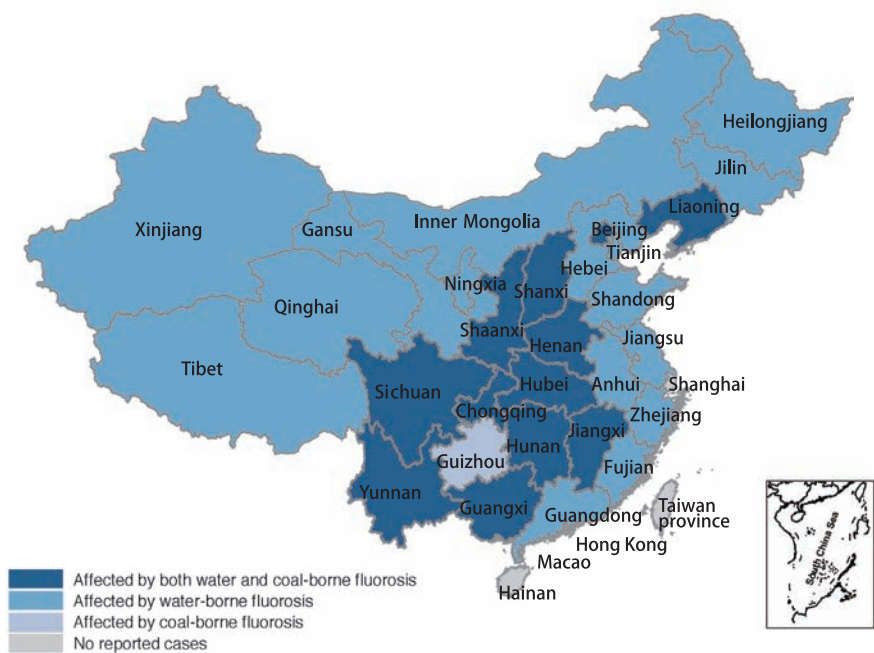 Heilongjiang
Jilin
Liaoning
Xinjiang
Gansu
Inner Mongolia
Beijing
Tianjin
Hebei
Ningxia
Shanxi
Qinghai
Shandong
Shaanxi
Henan
Jiangsu
Tibet
Sichuan
Hubei
Anhui
Shanghai
Chongqing
Zhejiang
Hunan
Jiangxi
Guizhou
Fujian
Yunnan
Guangxi
Guangdong
Taiwan
province
Hong Kong
Macao
Hainan
South China Sea
Affected by both water and coal-borne fluorosis
Affected by water-borne fluorosis
Affected by coal-borne fluorosis
No reported cases